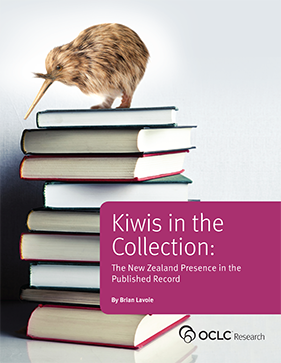 Kiwis in the
Collection:
The New Zealand Presence in the
Published Record
By Brian Lavoie
OCLC Research